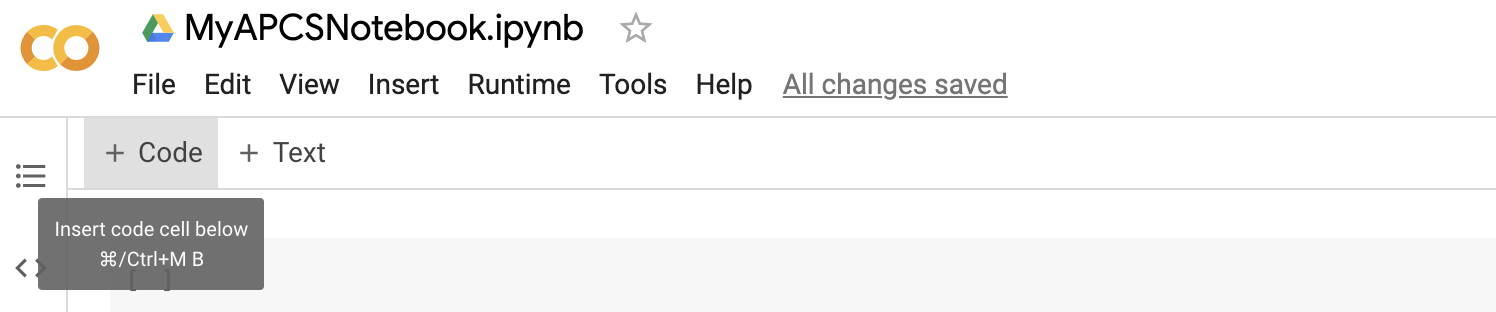 MyAPCSNotebook.ipynb
File Edit View Insert Runtime Tools Help All changes saved
+ Code + Text
Insert code cell below
⌘/Ctrl+M B
[ ]